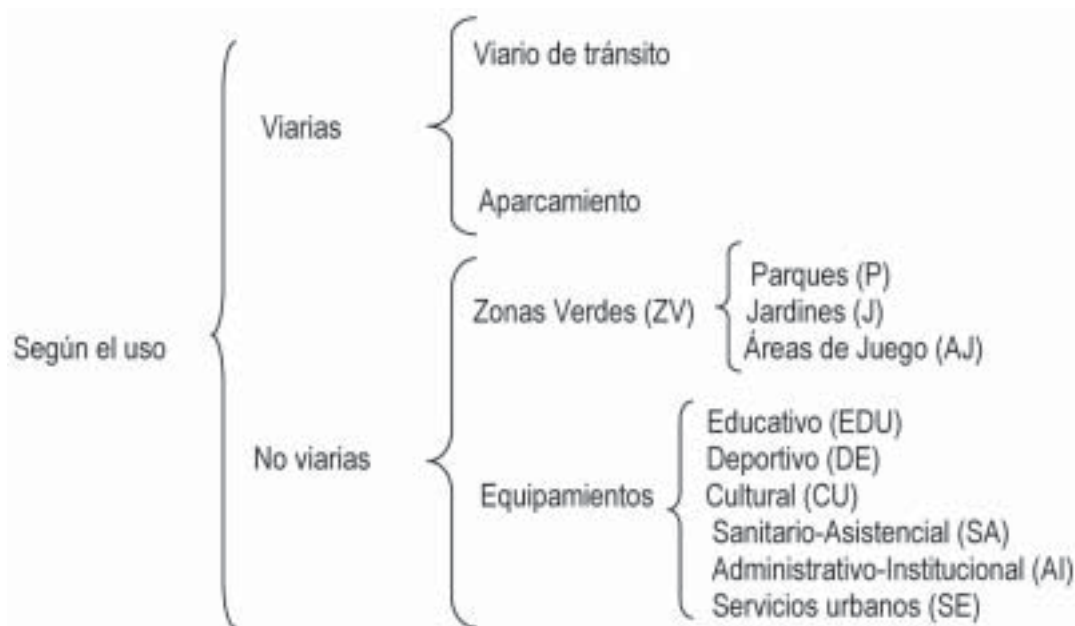 Según el uso
Viarias
Viario de tránsito
Aparcamiento
No viarias
Zonas Verdes (ZV)
Parques (P)
Jardines (J)
Áreas de Juego (AJ)
Equipamientos
Educativo (EDU)
Deportivo (DE)
Cultural (CU)
Sanitario-Asistencial (SA)
Administrativo-Institucional (AI)
Servicios urbanos (SE)